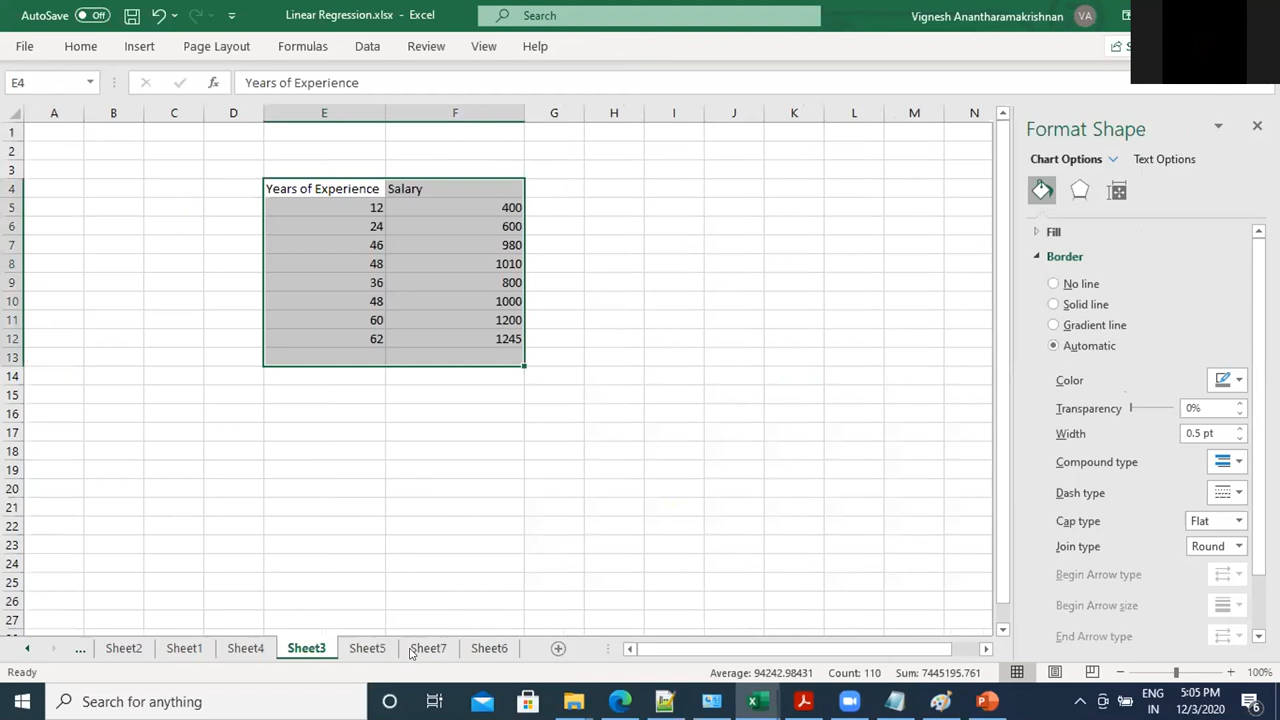 AutoSave Off Linear Regression.xlsx - Excel Search Vignesh Anantharamakrishnan VA
File Home Insert Page Layout Formulas Data Review View Help
E4 fx Years of Experience
A B C D E F G H I J K L M N
1
2
3
4 Years of Experience Salary
5 12 400
6 24 600
7 46 980
8 48 1010
9 36 800
10 48 1000
11 60 1200
12 62 1245
13
14
15
16
17
18
19
20
21
22
23
24
25
26
27
Format Shape
Chart Options Text Options
Fill
Border
No line
Solid line
Gradient line
Automatic
Color
Transparency 0%
Width 0.5 pt
Compound type
Dash type
Cap type Flat
Join type Round
Begin Arrow type
Begin Arrow size
End Arrow type
... Sheet2 Sheet1 Sheet4 Sheet3 Sheet5 Sheet7 Sheet6
Average: 94242.98431 Count: 110 Sum: 7445195.761 100%
Search for anything
ENG 5:05 PM
IN 12/3/2020 6